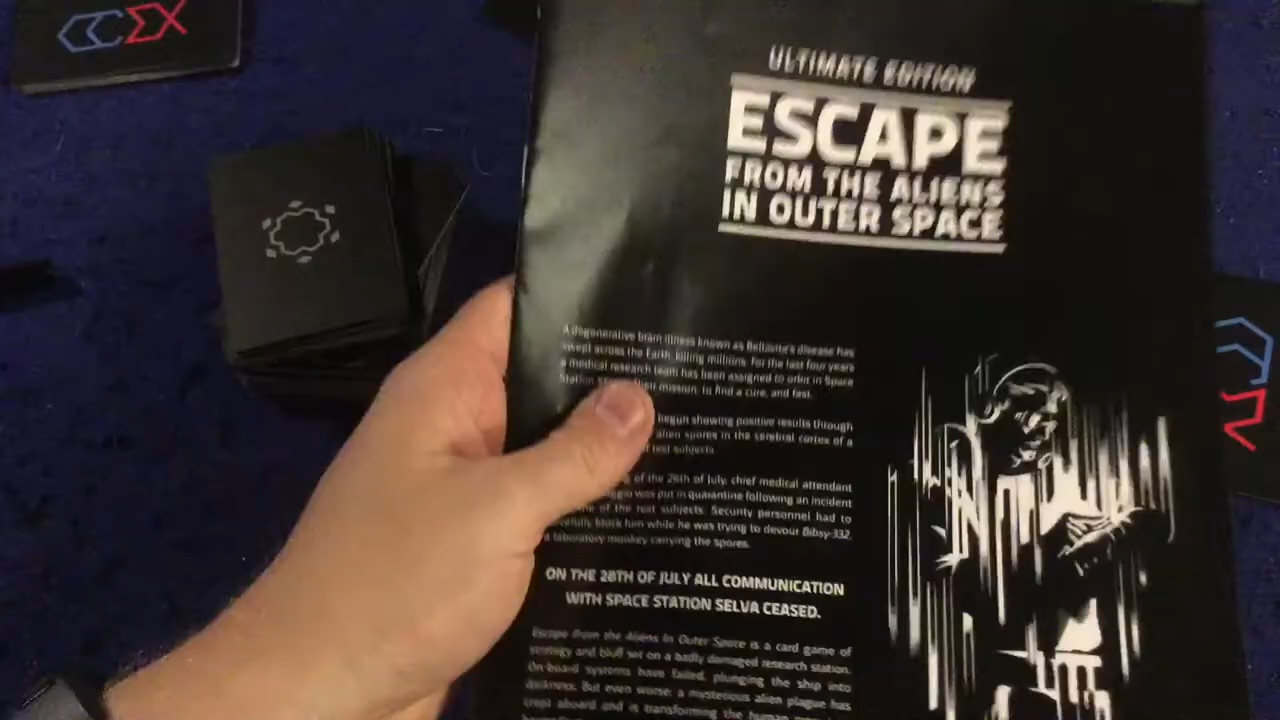 ULTIMATE EDITION
ESCAPE
FROM THE ALIENS
IN OUTER SPACE
A degenerative brain illness known as Bellavite's disease has
swept across the Earth, killing millions. For the last four years
a medical research team has been assigned to orbit in Space
Station their mission: to find a cure, and fast.
begun showing positive results through
alien spores in the cerebral cortex of a
of test subjects.
of the 26th of July, chief medical attendant
was put in quarantine following an incident
one of the test subjects. Security personnel had to
block him while he was trying to devour Bibsy-332,
a laboratory monkey carrying the spores.
ON THE 28TH OF JULY ALL COMMUNICATION
WITH SPACE STATION SELVA CEASED.
Escape from the Aliens In Outer Space is a card game of
strategy and bluff set on a badly damaged research station.
On-board systems have failed, plunging the ship into
darkness. But even worse: a mysterious alien plague has
crept aboard and is transforming the human